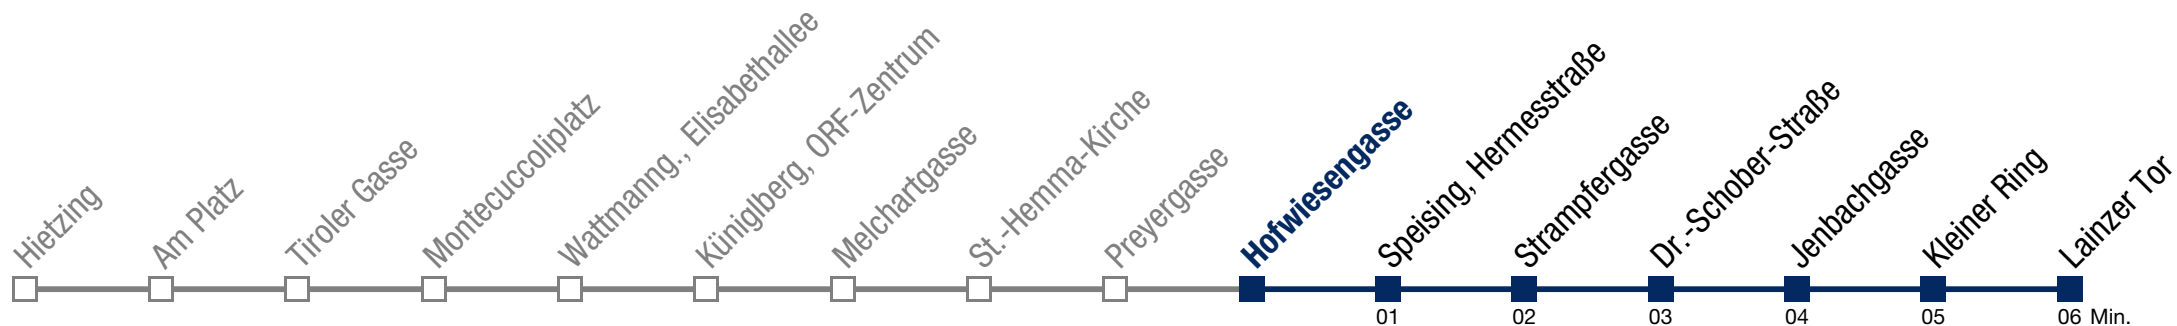 Hietzing
Am Platz
Tiroler Gasse
Montecuccoliplatz
Wattmanng., Elisabethallee
Küniglberg, ORF-Zentrum
Melchartgasse
St.-Hemma-Kirche
Preyergasse
Hofwiesengasse
Speising, Hermesstraße
Strampfergasse
Dr.-Schober-Straße
Jenbachgasse
Kleiner Ring
Lainzer Tor
01 02 03 04 05 06 Min.